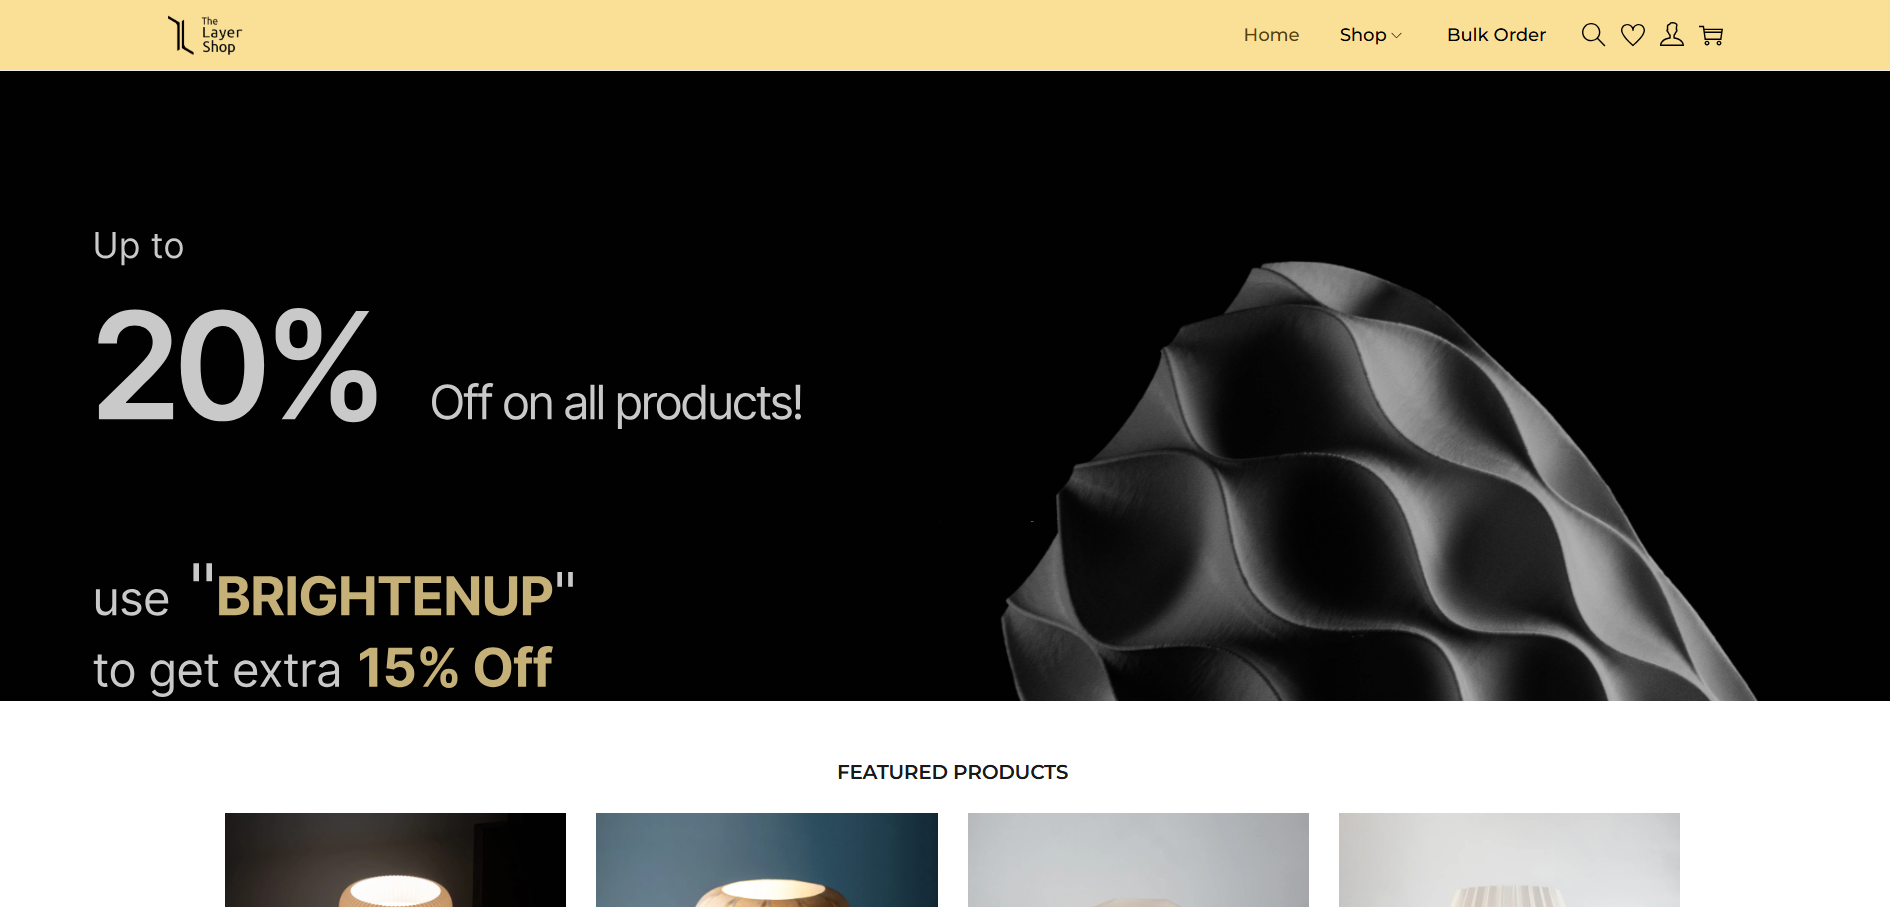 The
Layer
Shop
Home
Shop
Bulk Order
Up to
20% Off on all products!
use "BRIGHTENUP"
to get extra 15% Off
FEATURED PRODUCTS